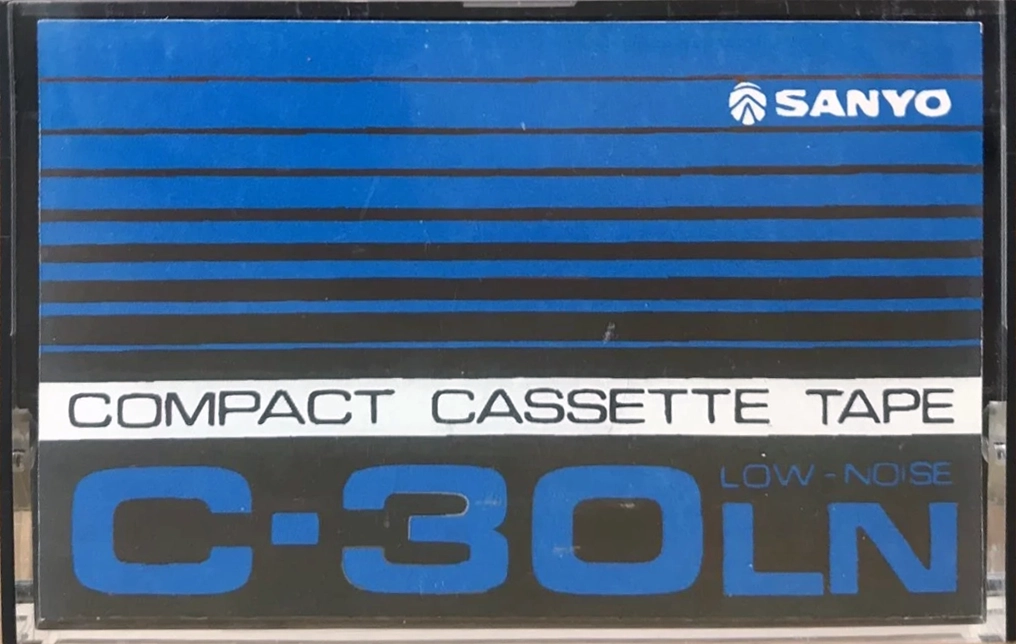 SANYO
COMPACT CASSETTE TAPE
C·30LN
LOW-NOISE